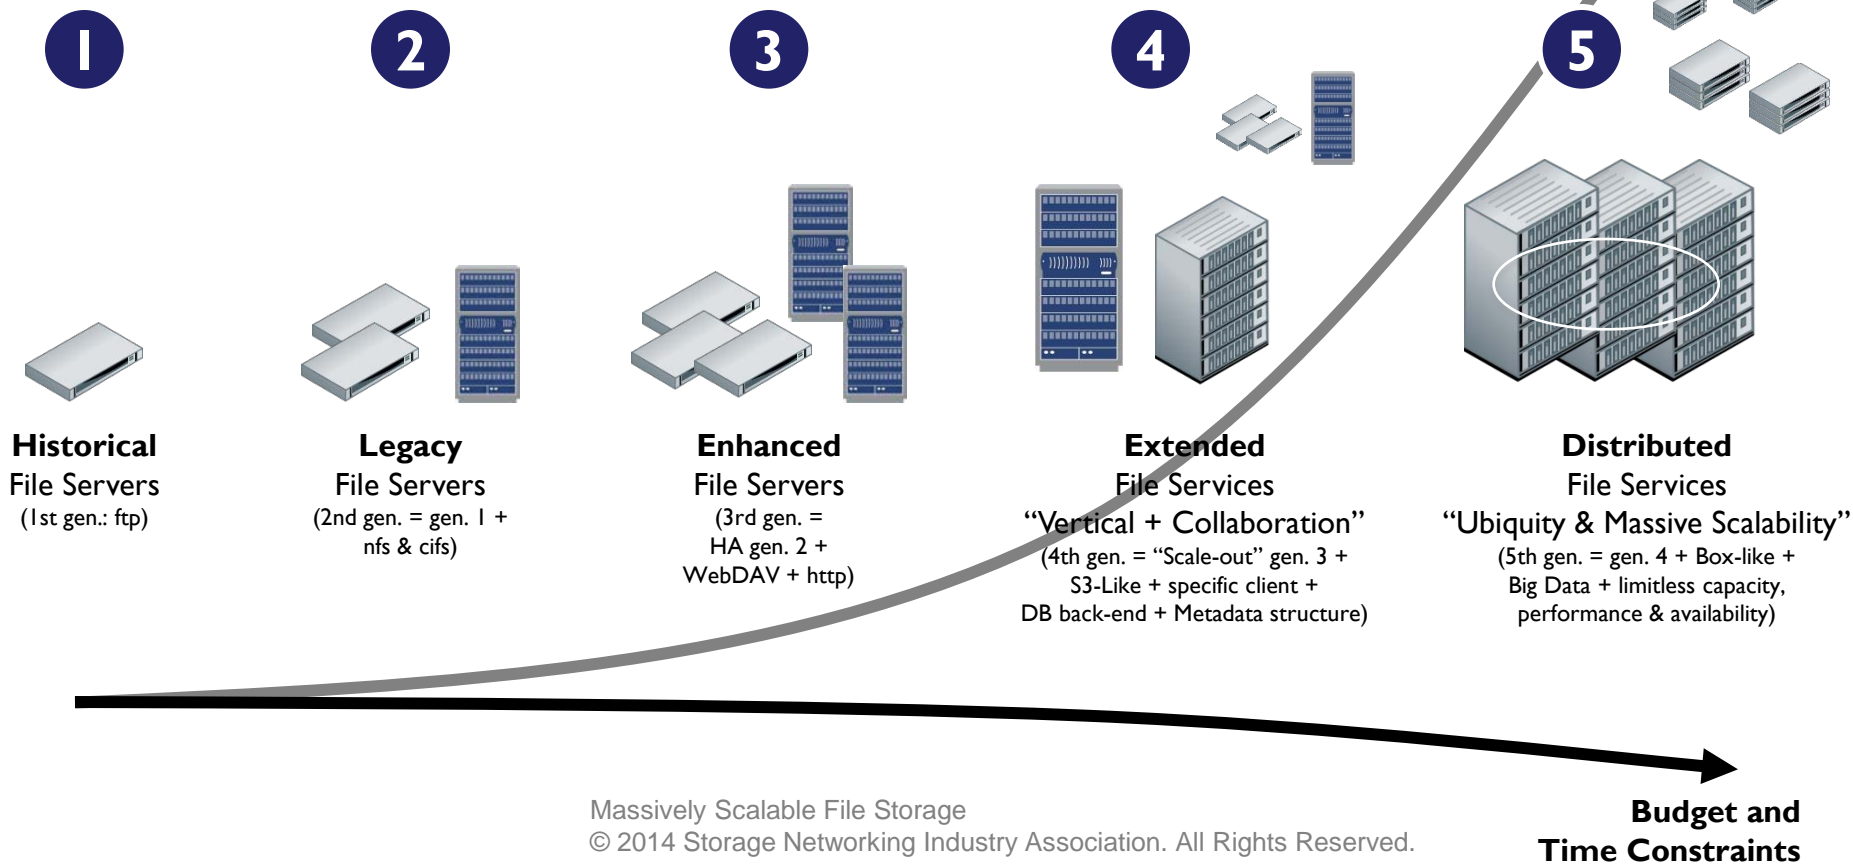 1
2
3
4
5
Historical
File Servers
(1st gen.: ftp)
Legacy
File Servers
(2nd gen. = gen. 1 +
nfs & cifs)
Enhanced
File Servers
(3rd gen. =
HA gen. 2 +
WebDAV + http)
Extended
File Services
“Vertical + Collaboration”
(4th gen. = “Scale-out” gen. 3 +
S3-Like + specific client +
DB back-end + Metadata structure)
Distributed
File Services
“Ubiquity & Massive Scalability”
(5th gen. = gen. 4 + Box-like +
Big Data + limitless capacity,
performance & availability)
Massively Scalable File Storage
© 2014 Storage Networking Industry Association. All Rights Reserved.
Budget and
Time Constraints